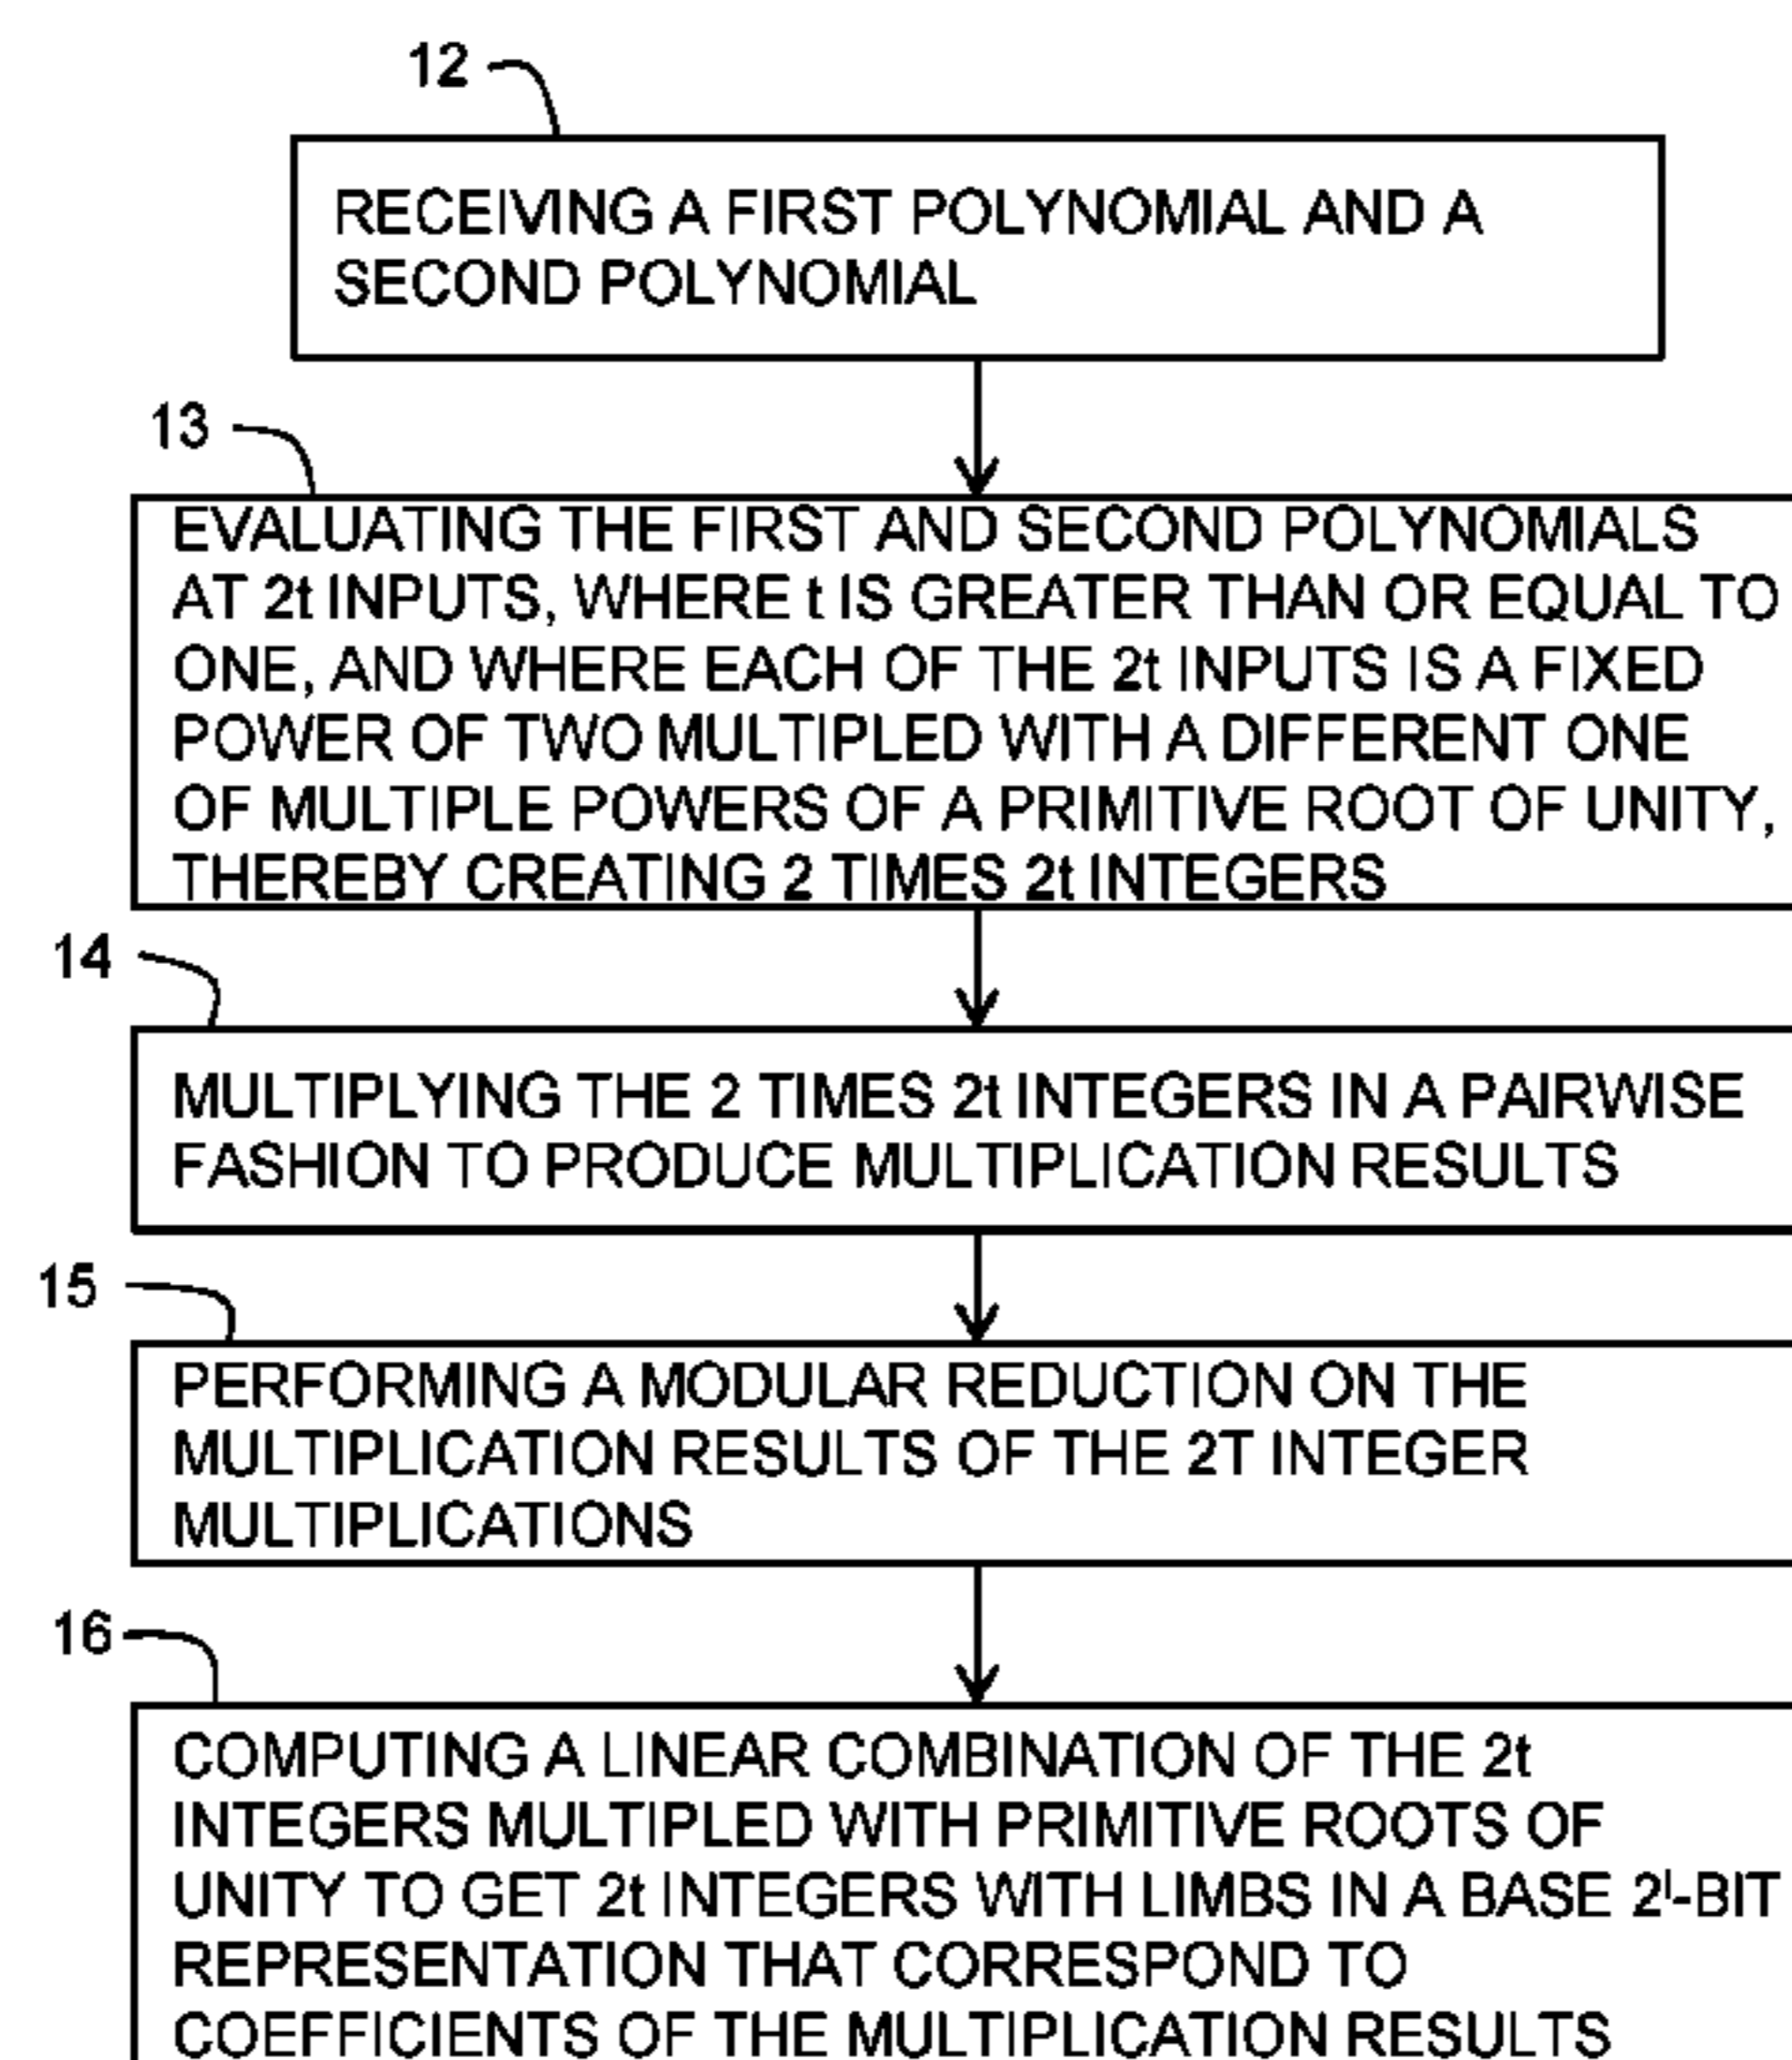 12
RECEIVING A FIRST POLYNOMIAL AND A
SECOND POLYNOMIAL
13
EVALUATING THE FIRST AND SECOND POLYNOMIALS
AT 2t INPUTS, WHERE t IS GREATER THAN OR EQUAL TO
ONE, AND WHERE EACH OF THE 2t INPUTS IS A FIXED
POWER OF TWO MULTIPLED WITH A DIFFERENT ONE
OF MULTIPLE POWERS OF A PRIMITIVE ROOT OF UNITY,
THEREBY CREATING 2 TIMES 2t INTEGERS
14
MULTIPLYING THE 2 TIMES 2t INTEGERS IN A PAIRWISE
FASHION TO PRODUCE MULTIPLICATION RESULTS
15
PERFORMING A MODULAR REDUCTION ON THE
MULTIPLICATION RESULTS OF THE 2T INTEGER
MULTIPLICATIONS
16
COMPUTING A LINEAR COMBINATION OF THE 2t
INTEGERS MULTIPLED WITH PRIMITIVE ROOTS OF
UNITY TO GET 2t INTEGERS WITH LIMBS IN A BASE 2ˡ-BIT
REPRESENTATION THAT CORRESPOND TO
COEFFICIENTS OF THE MULTIPLICATION RESULTS